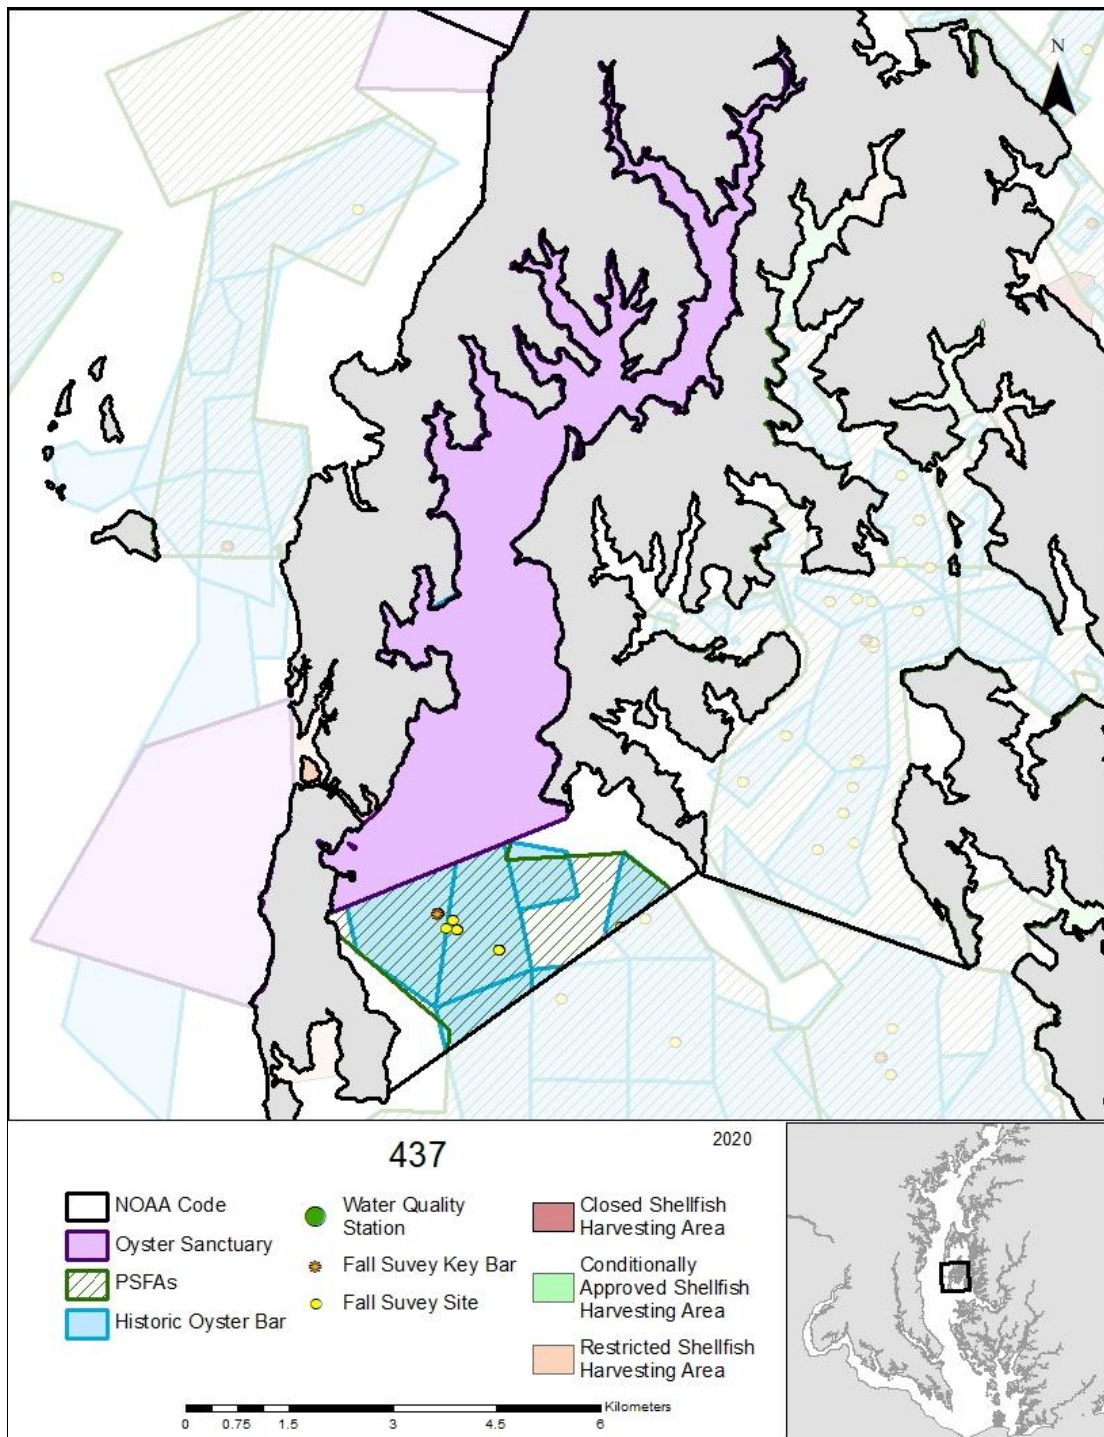 N
437
2020
NOAA Code
Oyster Sanctuary
PSFAs
Historic Oyster Bar
Water Quality
Station
Fall Suvey Key Bar
Fall Suvey Site
Closed Shellfish
Harvesting Area
Conditionally
Approved Shellfish
Harvesting Area
Restricted Shellfish
Harvesting Area
Kilometers
0 0.75 1.5 3 4.5 6